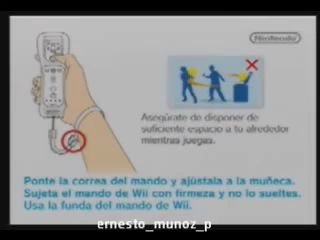 Nintendo
Asegúrate de disponer de
suficiente espacio a tu alrededor
mientras juegas.
Ponte la correa del mando y ajústala a la muñeca.
Sujeta el mando de Wii con firmeza y no lo sueltes.
Usa la funda del mando de Wii.
ernesto_munoz_p